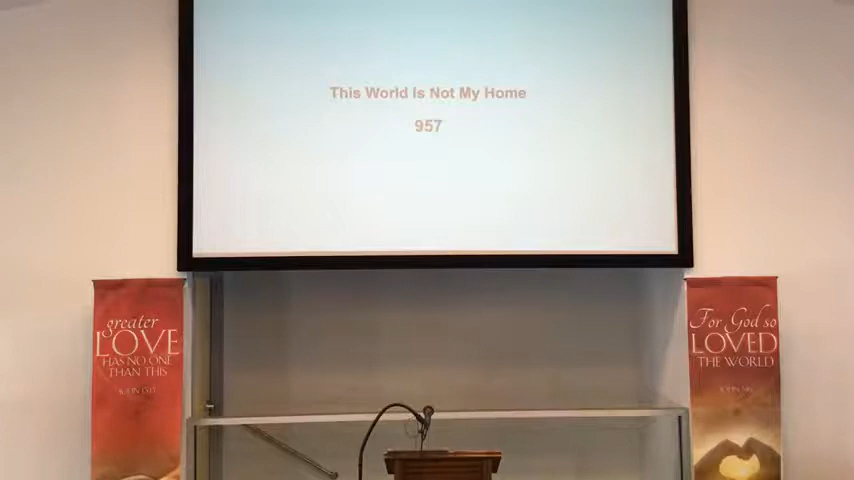 This World Is Not My Home
957
greater
LOVE
HAS NO ONE
THAN THIS
For God so
LOVED
THE WORLD